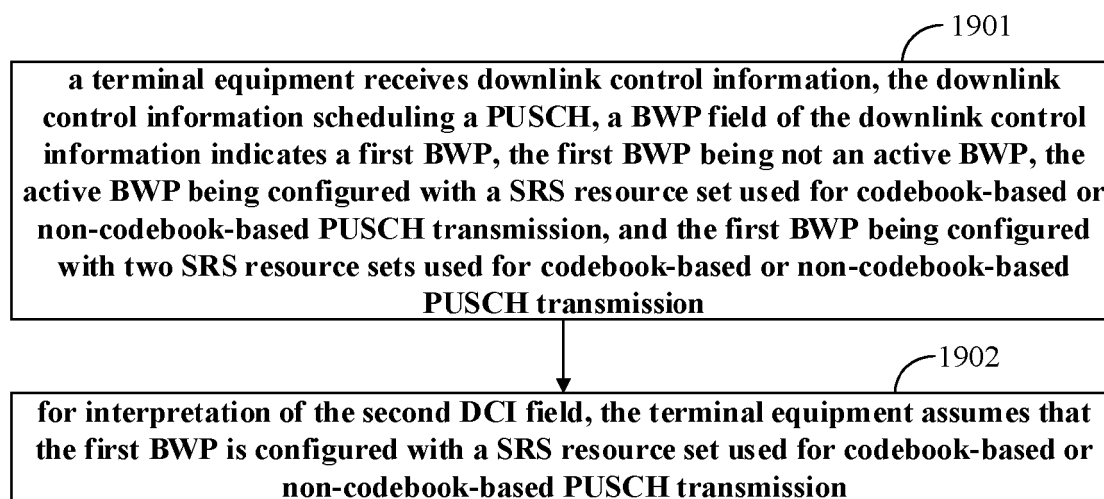 1901
a terminal equipment receives downlink control information, the downlink
control information scheduling a PUSCH, a BWP field of the downlink control
information indicates a first BWP, the first BWP being not an active BWP, the
active BWP being configured with a SRS resource set used for codebook-based or
non-codebook-based PUSCH transmission, and the first BWP being configured
with two SRS resource sets used for codebook-based or non-codebook-based
PUSCH transmission
1902
for interpretation of the second DCI field, the terminal equipment assumes that
the first BWP is configured with a SRS resource set used for codebook-based or
non-codebook-based PUSCH transmission